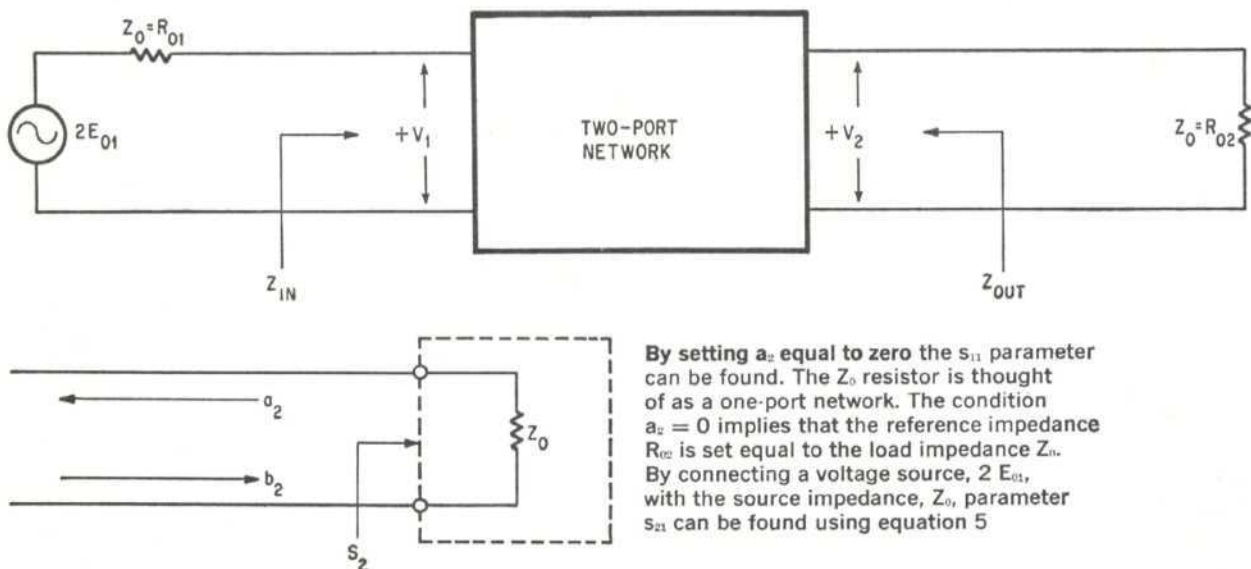 Z₀ = R₀₁
2E₀₁
+V₁
TWO-PORT
NETWORK
+V₂
Z₀ = R₀₂
Z_IN
Z_OUT
a₂
b₂
Z₀
S₂
By setting a₂ equal to zero the s₁₁ parameter
can be found. The Z₀ resistor is thought
of as a one-port network. The condition
a₂ = 0 implies that the reference impedance
R₀₂ is set equal to the load impedance Z₀.
By connecting a voltage source, 2 E₀₁,
with the source impedance, Z₀, parameter
s₂₁ can be found using equation 5